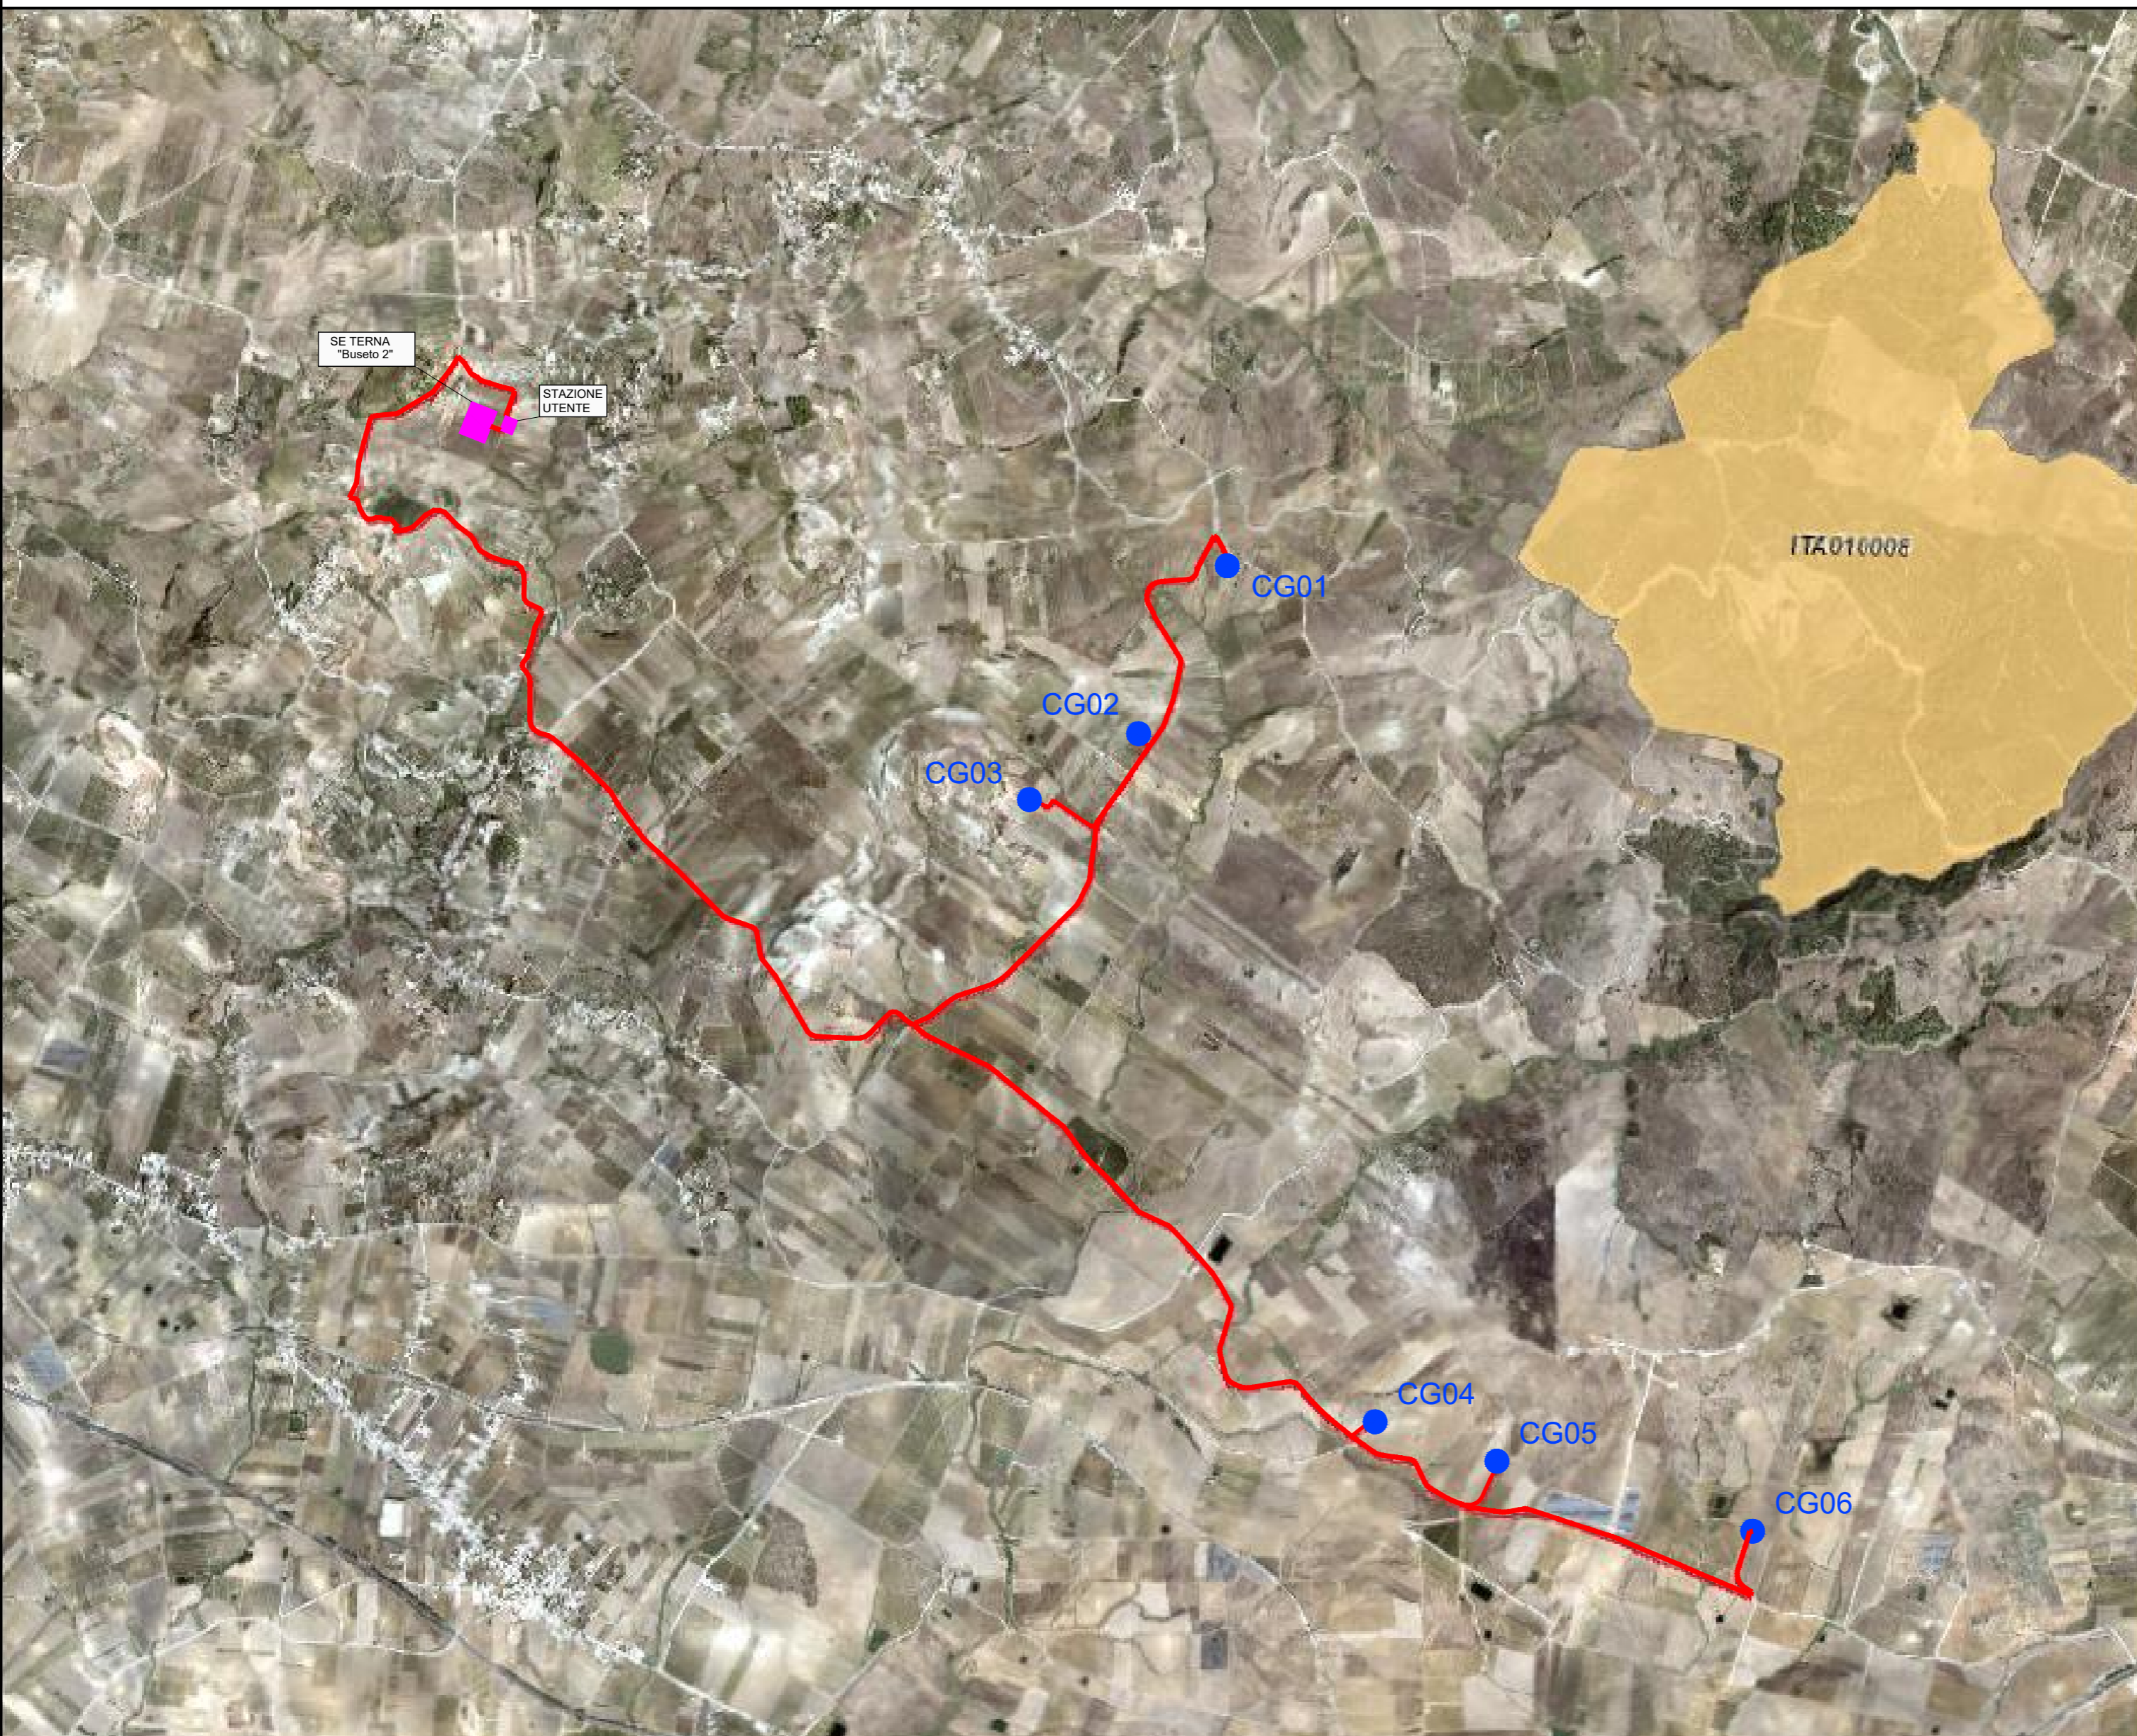 SE TERNA
"Buseto 2"
STAZIONE
UTENTE
ITA010008
CG01
CG02
CG03
CG04
CG05
CG06